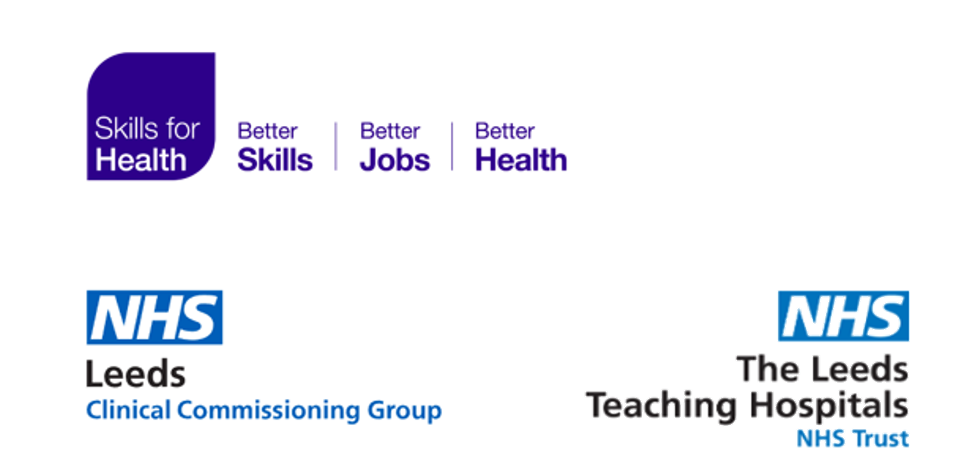 Skills for
Health
Better
Skills
Better
Jobs
Better
Health
NHS
Leeds
Clinical Commissioning Group
NHS
The Leeds
Teaching Hospitals
NHS Trust